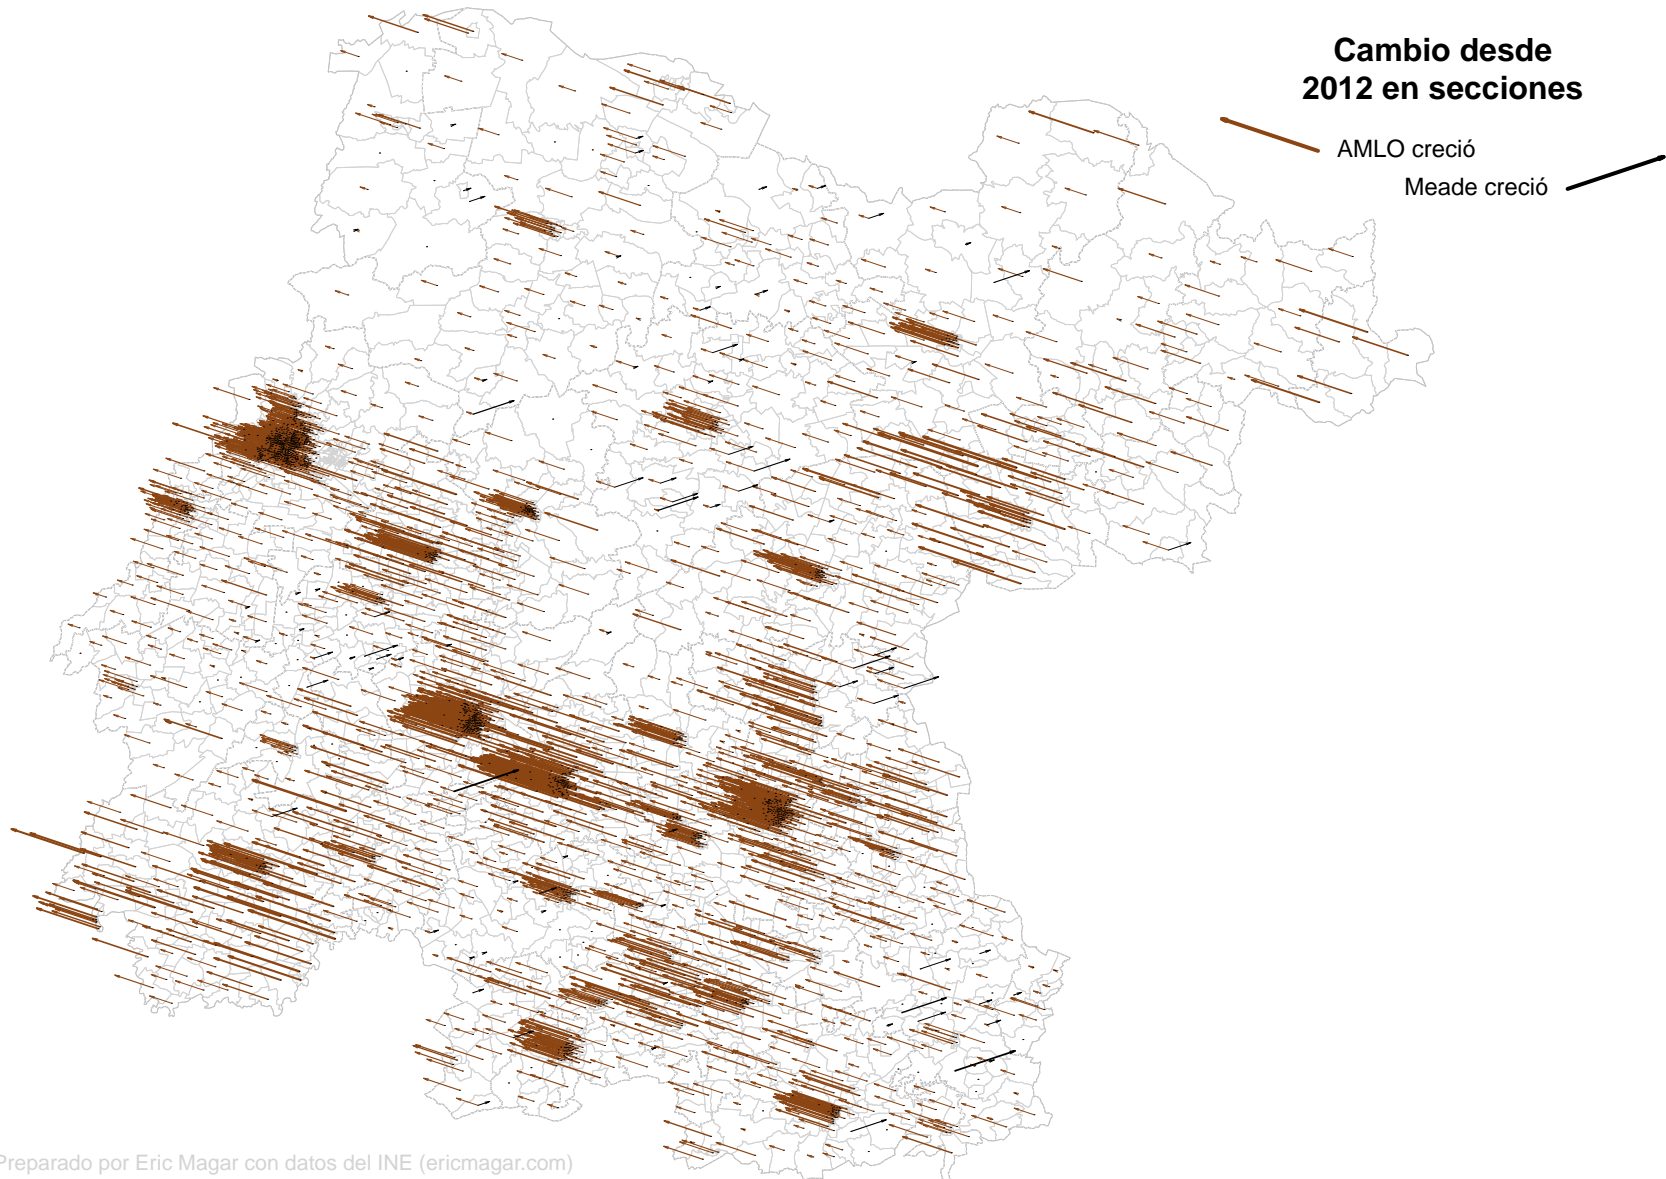 Cambio desde
2012 en secciones
AMLO creció
Meade creció
Preparado por Eric Magar con datos del INE (ericmagar.com)